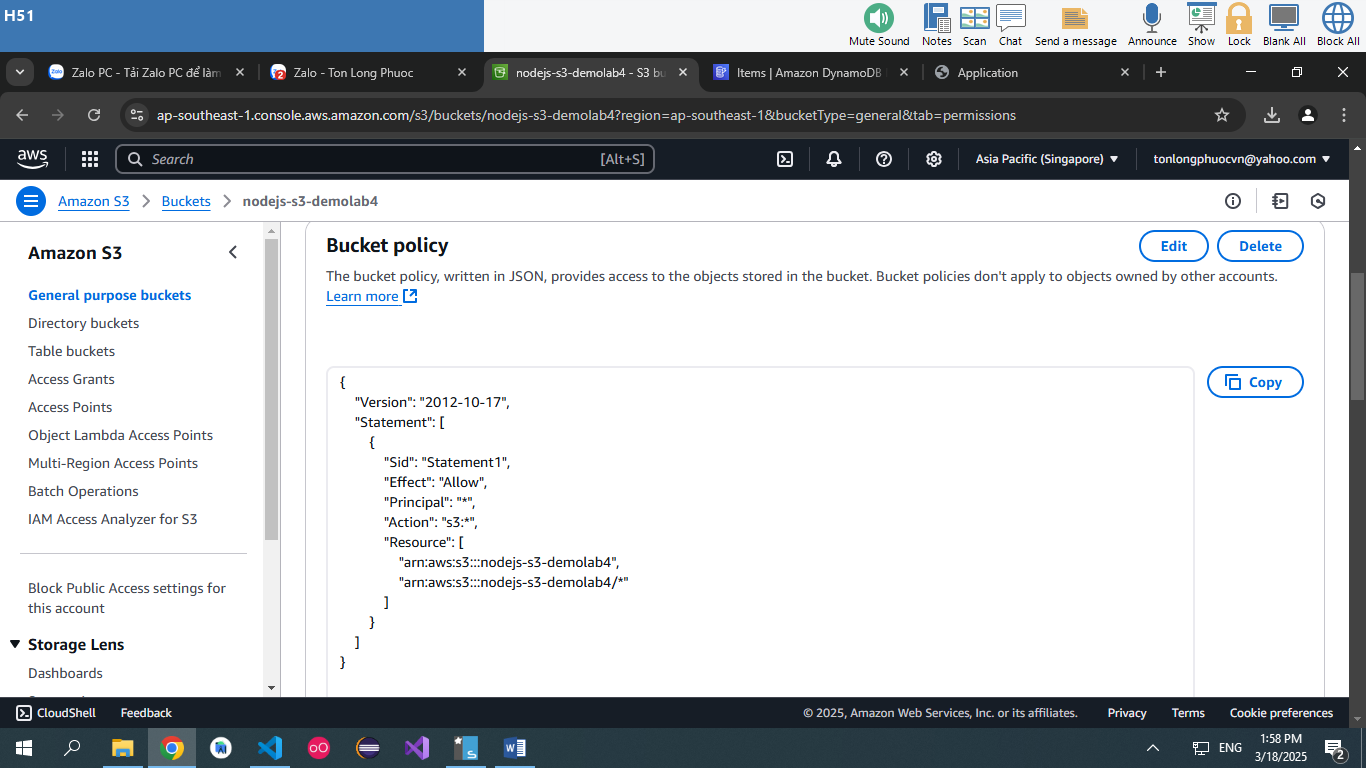 H51
Mute Sound
Notes
Scan
Chat
Send a message
Announce
Show
Lock
Blank All
Block All
Zalo PC - Tải Zalo PC để làm
Zalo - Ton Long Phuoc
nodejs-s3-demolab4 - S3 bu
Items | Amazon DynamoDB
Application
ap-southeast-1.console.aws.amazon.com/s3/buckets/nodejs-s3-demolab4?region=ap-southeast-1&bucketType=general&tab=permissions
aws
Search
[Alt+S]
Asia Pacific (Singapore)
tonlongphuocvn@yahoo.com
Amazon S3
Buckets
nodejs-s3-demolab4
Amazon S3
General purpose buckets
Directory buckets
Table buckets
Access Grants
Access Points
Object Lambda Access Points
Multi-Region Access Points
Batch Operations
IAM Access Analyzer for S3
Block Public Access settings for
this account
Storage Lens
Dashboards
Bucket policy
Edit
Delete
The bucket policy, written in JSON, provides access to the objects stored in the bucket. Bucket policies don't apply to objects owned by other accounts.
Learn more
Copy
{
"Version": "2012-10-17",
"Statement": [
{
"Sid": "Statement1",
"Effect": "Allow",
"Principal": "*",
"Action": "s3:*",
"Resource": [
"arn:aws:s3:::nodejs-s3-demolab4",
"arn:aws:s3:::nodejs-s3-demolab4/*"
]
}
]
}
CloudShell
Feedback
© 2025, Amazon Web Services, Inc. or its affiliates.
Privacy
Terms
Cookie preferences
ENG
1:58 PM
3/18/2025
2